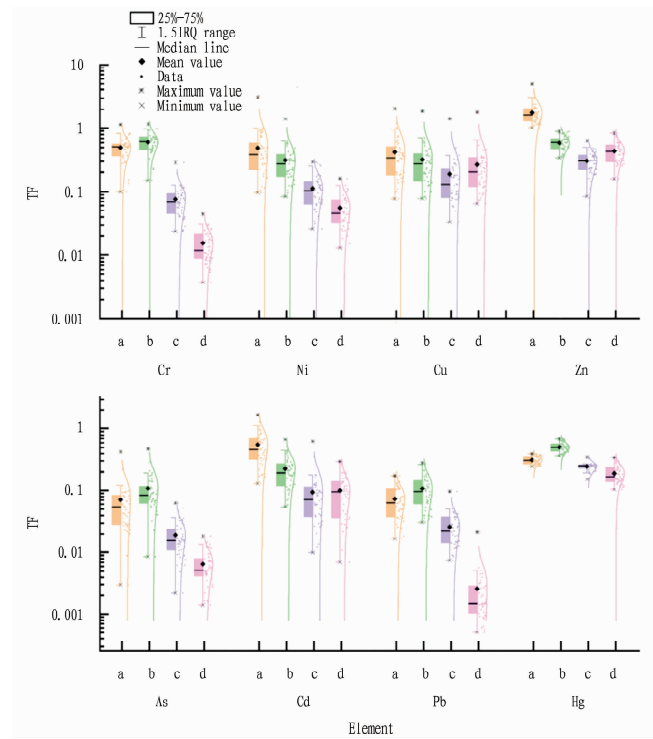 25%-75%
1.5IRQ range
Median line
Mean value
Data
Maximum value
Minimum value
10
1
0.1
0.01
0.001
TF
a b c d a b c d a b c d a b c d
Cr Ni Cu Zn
1
0.1
0.01
0.001
TF
a b c d a b c d a b c d a b c d
As Cd Pb Hg
Element